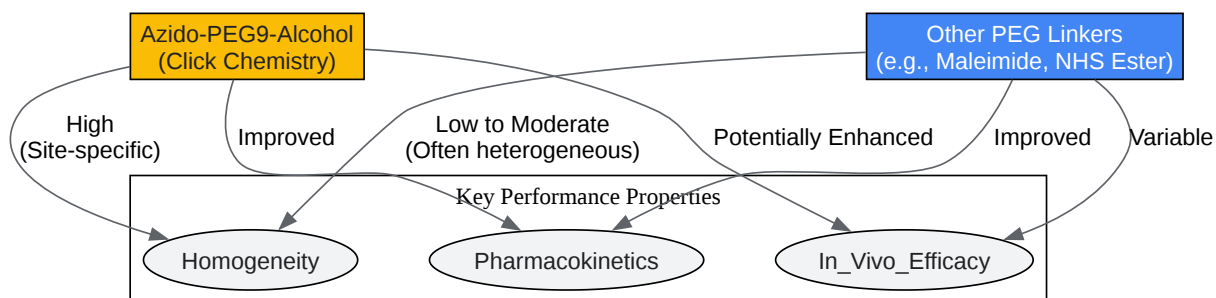 Azido-PEG9-Alcohol
(Click Chemistry)
Other PEG Linkers
(e.g., Maleimide, NHS Ester)
High
(Site-specific)
Improved
Low to Moderate
(Often heterogeneous)
Potentially Enhanced
Improved
Variable
Key Performance Properties
Homogeneity
Pharmacokinetics
In_Vivo_Efficacy